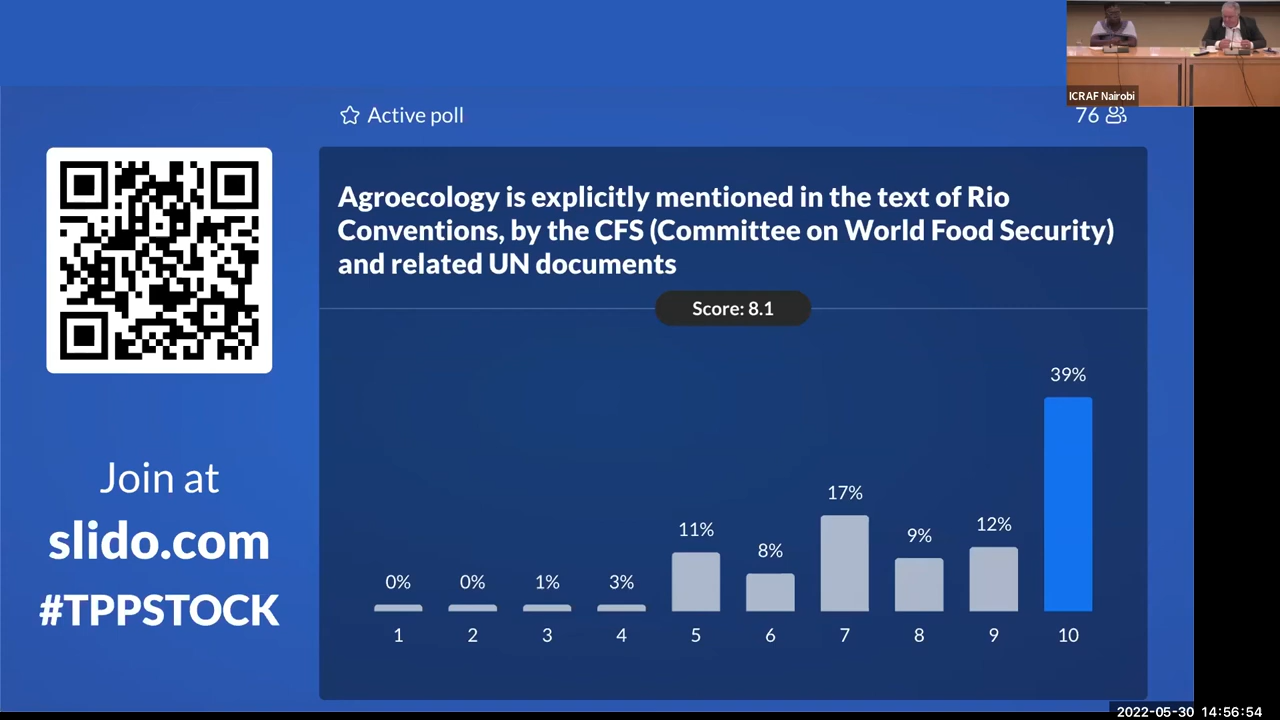 ICRAF Nairobi
Active poll
76
Agroecology is explicitly mentioned in the text of Rio
Conventions, by the CFS (Committee on World Food Security)
and related UN documents
Score: 8.1
39%
17%
12%
11%
9%
8%
3%
1%
0%
0%
1 2 3 4 5 6 7 8 9 10
Join at
slido.com
#TPPSTOCK
2022-05-30 14:56:54